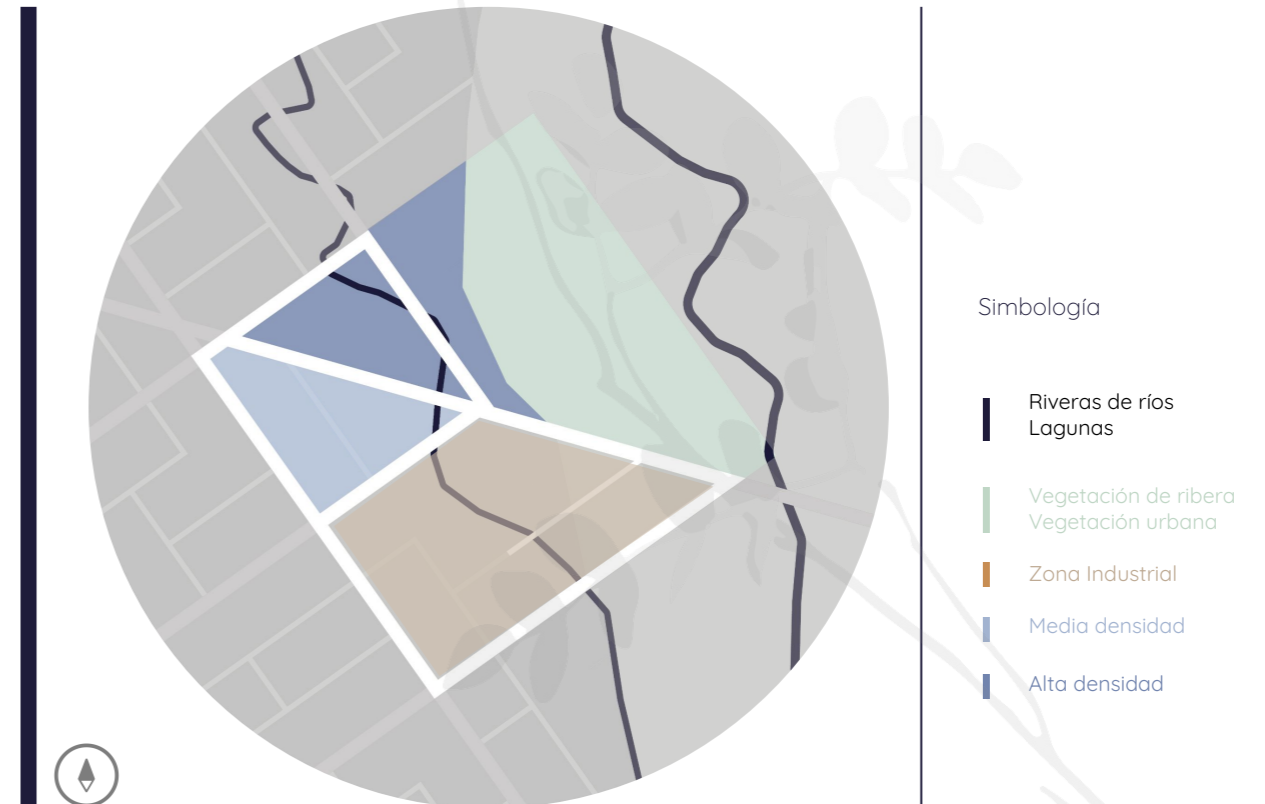 Simbología
Riveras de ríos
Lagunas
Vegetación de ribera
Vegetación urbana
Zona Industrial
Media densidad
Alta densidad